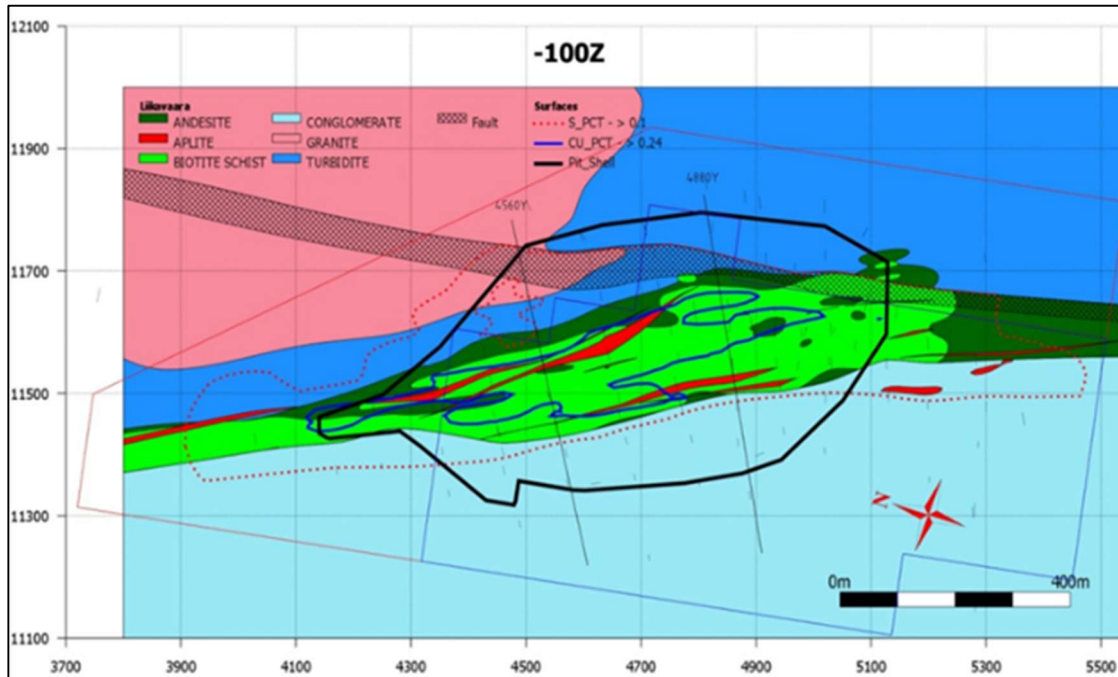 12100
-100Z
Liikavaara
ANDESITE
APLITE
BIOTITE SCHIST
CONGLOMERATE
GRANITE
TURBIDITE
Fault
Surfaces
S_PCT - > 0.1
CU_PCT - > 0.24
Pit_Shell
11900
4560Y
4880Y
11700
11500
11300
N
0m
400m
11100
3700
3900
4100
4300
4500
4700
4900
5100
5300
5500